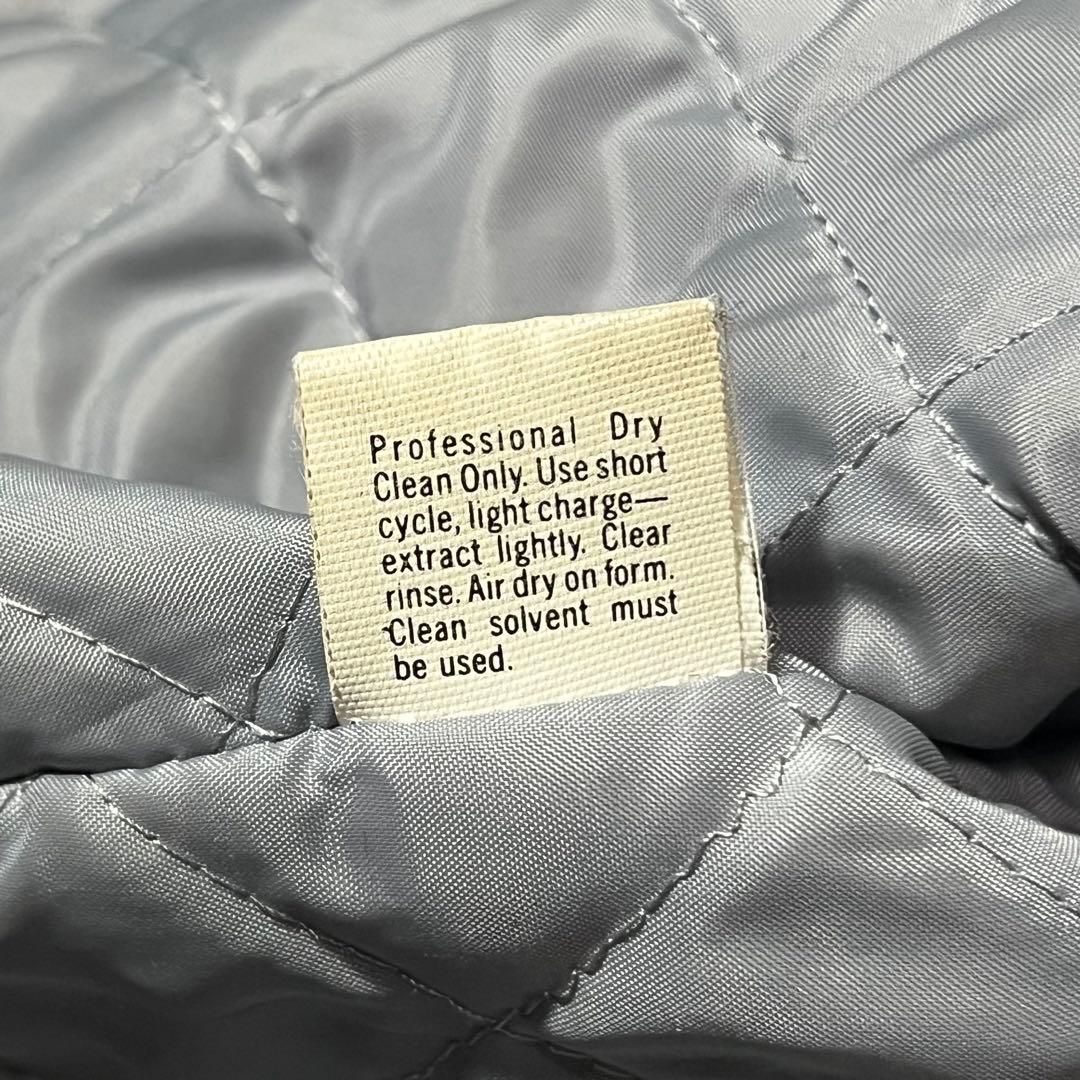 Professional Dry
Clean Only. Use short
cycle, light charge—
extract lightly. Clear
rinse. Air dry on form.
Clean solvent must
be used.